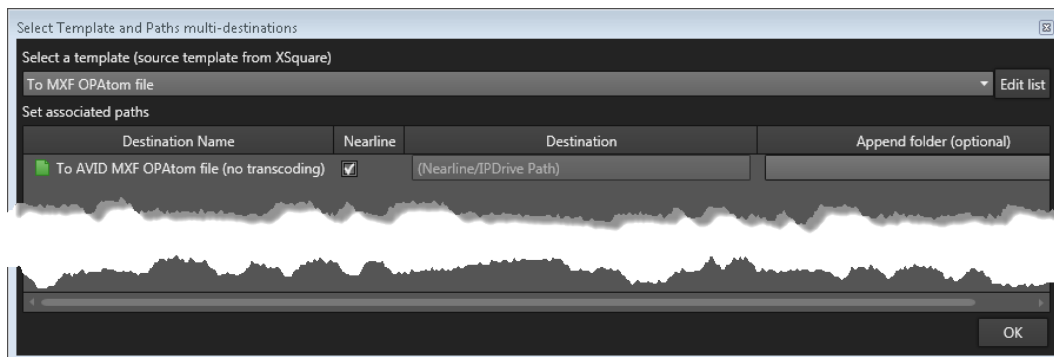 Select Template and Paths multi-destinations
Select a template (source template from XSquare)
To MXF OPAtom file
Edit list
Set associated paths
Destination Name Nearline Destination Append folder (optional)
To AVID MXF OPAtom file (no transcoding) (Nearline/IPDrive Path)
OK